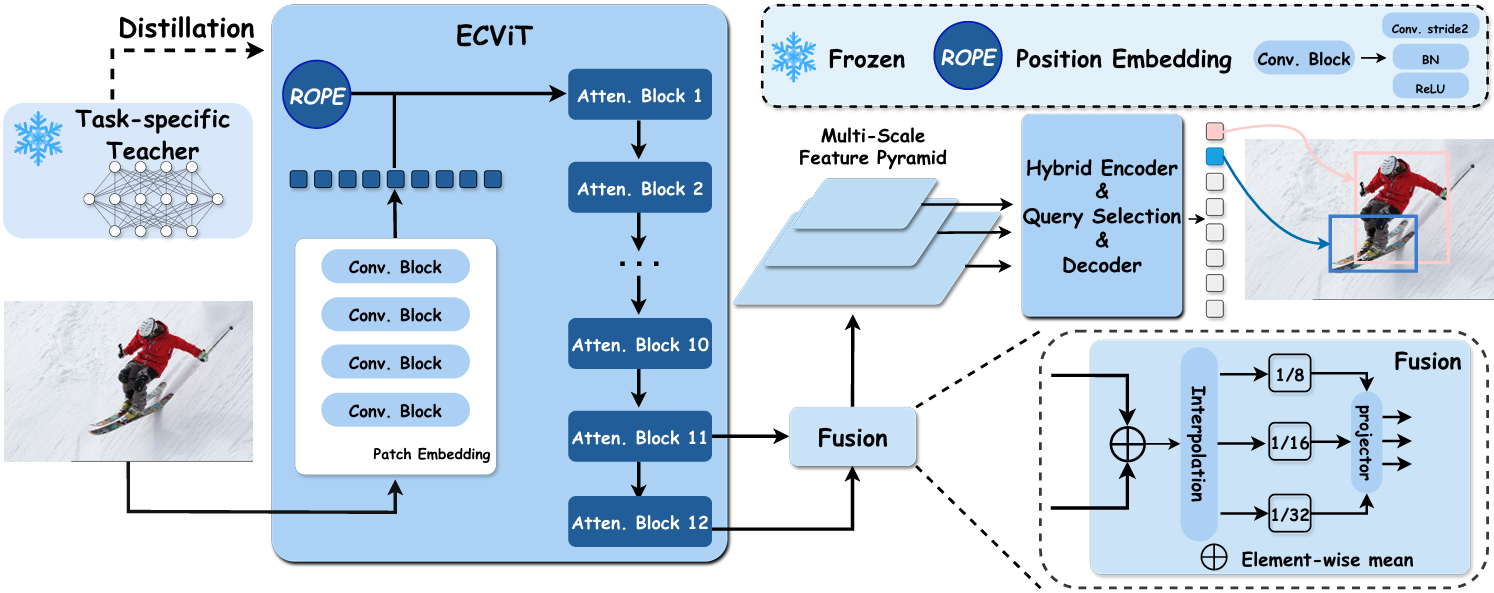 Distillation
Task-specific
Teacher
ECViT
ROPE
Conv. Block
Conv. Block
Conv. Block
Conv. Block
Patch Embedding
Atten. Block 1
Atten. Block 2
...
Atten. Block 10
Atten. Block 11
Atten. Block 12
Frozen
ROPE
Position Embedding
Conv. Block
Conv. stride2
BN
ReLU
Multi-Scale
Feature Pyramid
Hybrid Encoder
&
Query Selection
&
Decoder
Fusion
Fusion
Interpolation
1/8
1/16
1/32
projector
Element-wise mean